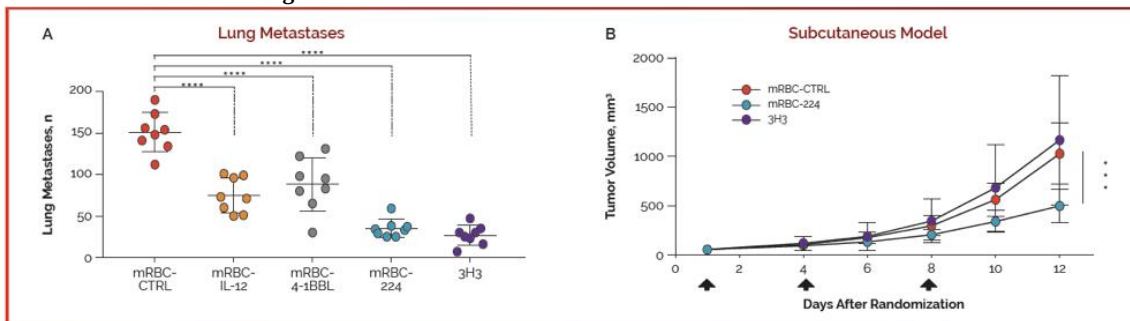 A
Lung Metastases
****
****
****
****
200
150
100
50
0
Lung Metastases, n
mRBC-
CTRL
mRBC-
IL-12
mRBC-
4-1BBL
mRBC-
224
3H3
B
Subcutaneous Model
2000
1500
1000
500
0
Tumor Volume, mm³
mRBC-CTRL
mRBC-224
3H3
***
0 2 4 6 8 10 12
Days After Randomization